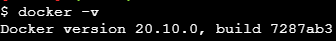 $ docker -v
Docker version 20.10.0, build 7287ab3